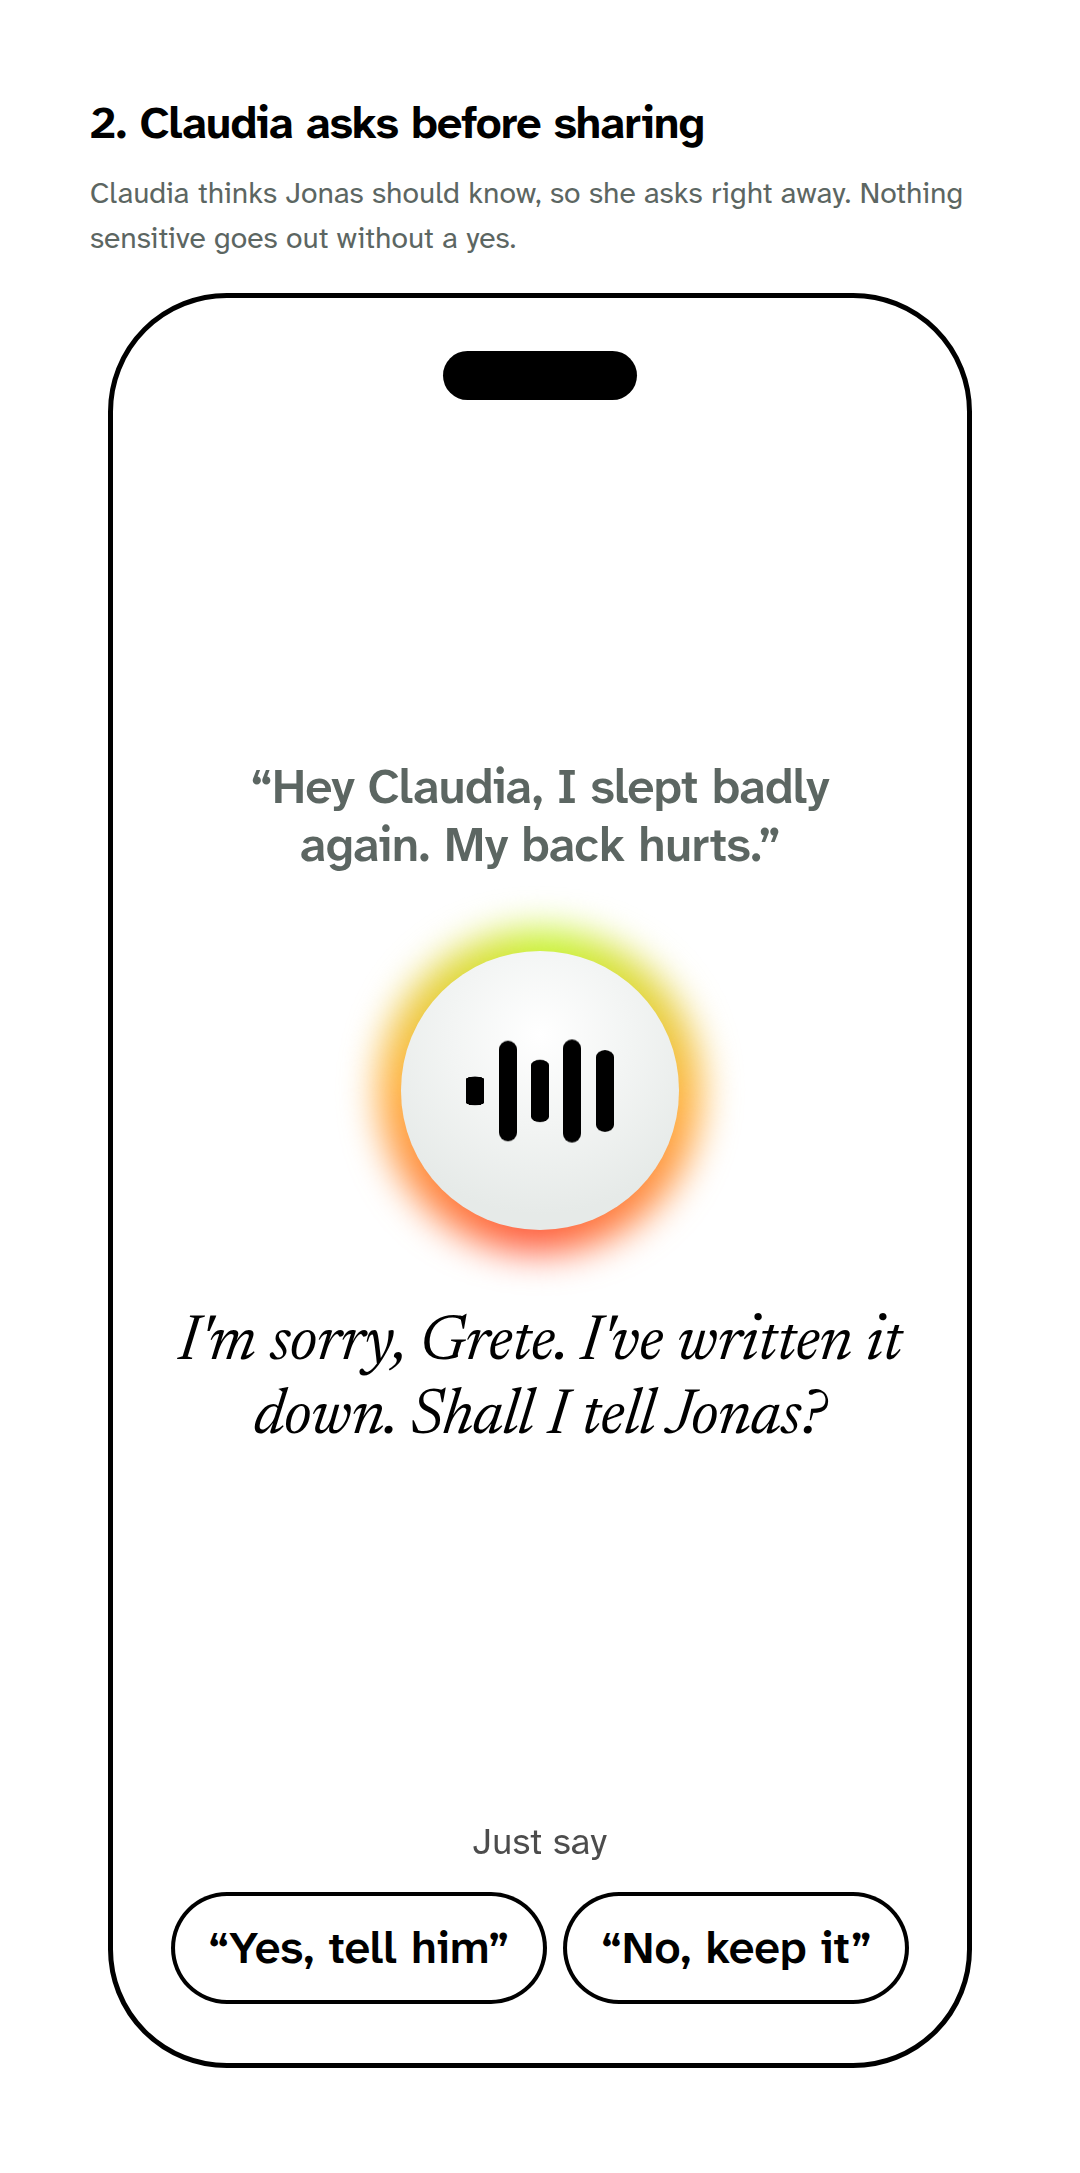 2. Claudia asks before sharing
Claudia thinks Jonas should know, so she asks right away. Nothing
sensitive goes out without a yes.
“Hey Claudia, I slept badly
again. My back hurts.”
I'm sorry, Grete. I've written it
down. Shall I tell Jonas?
Just say
“Yes, tell him” “No, keep it”